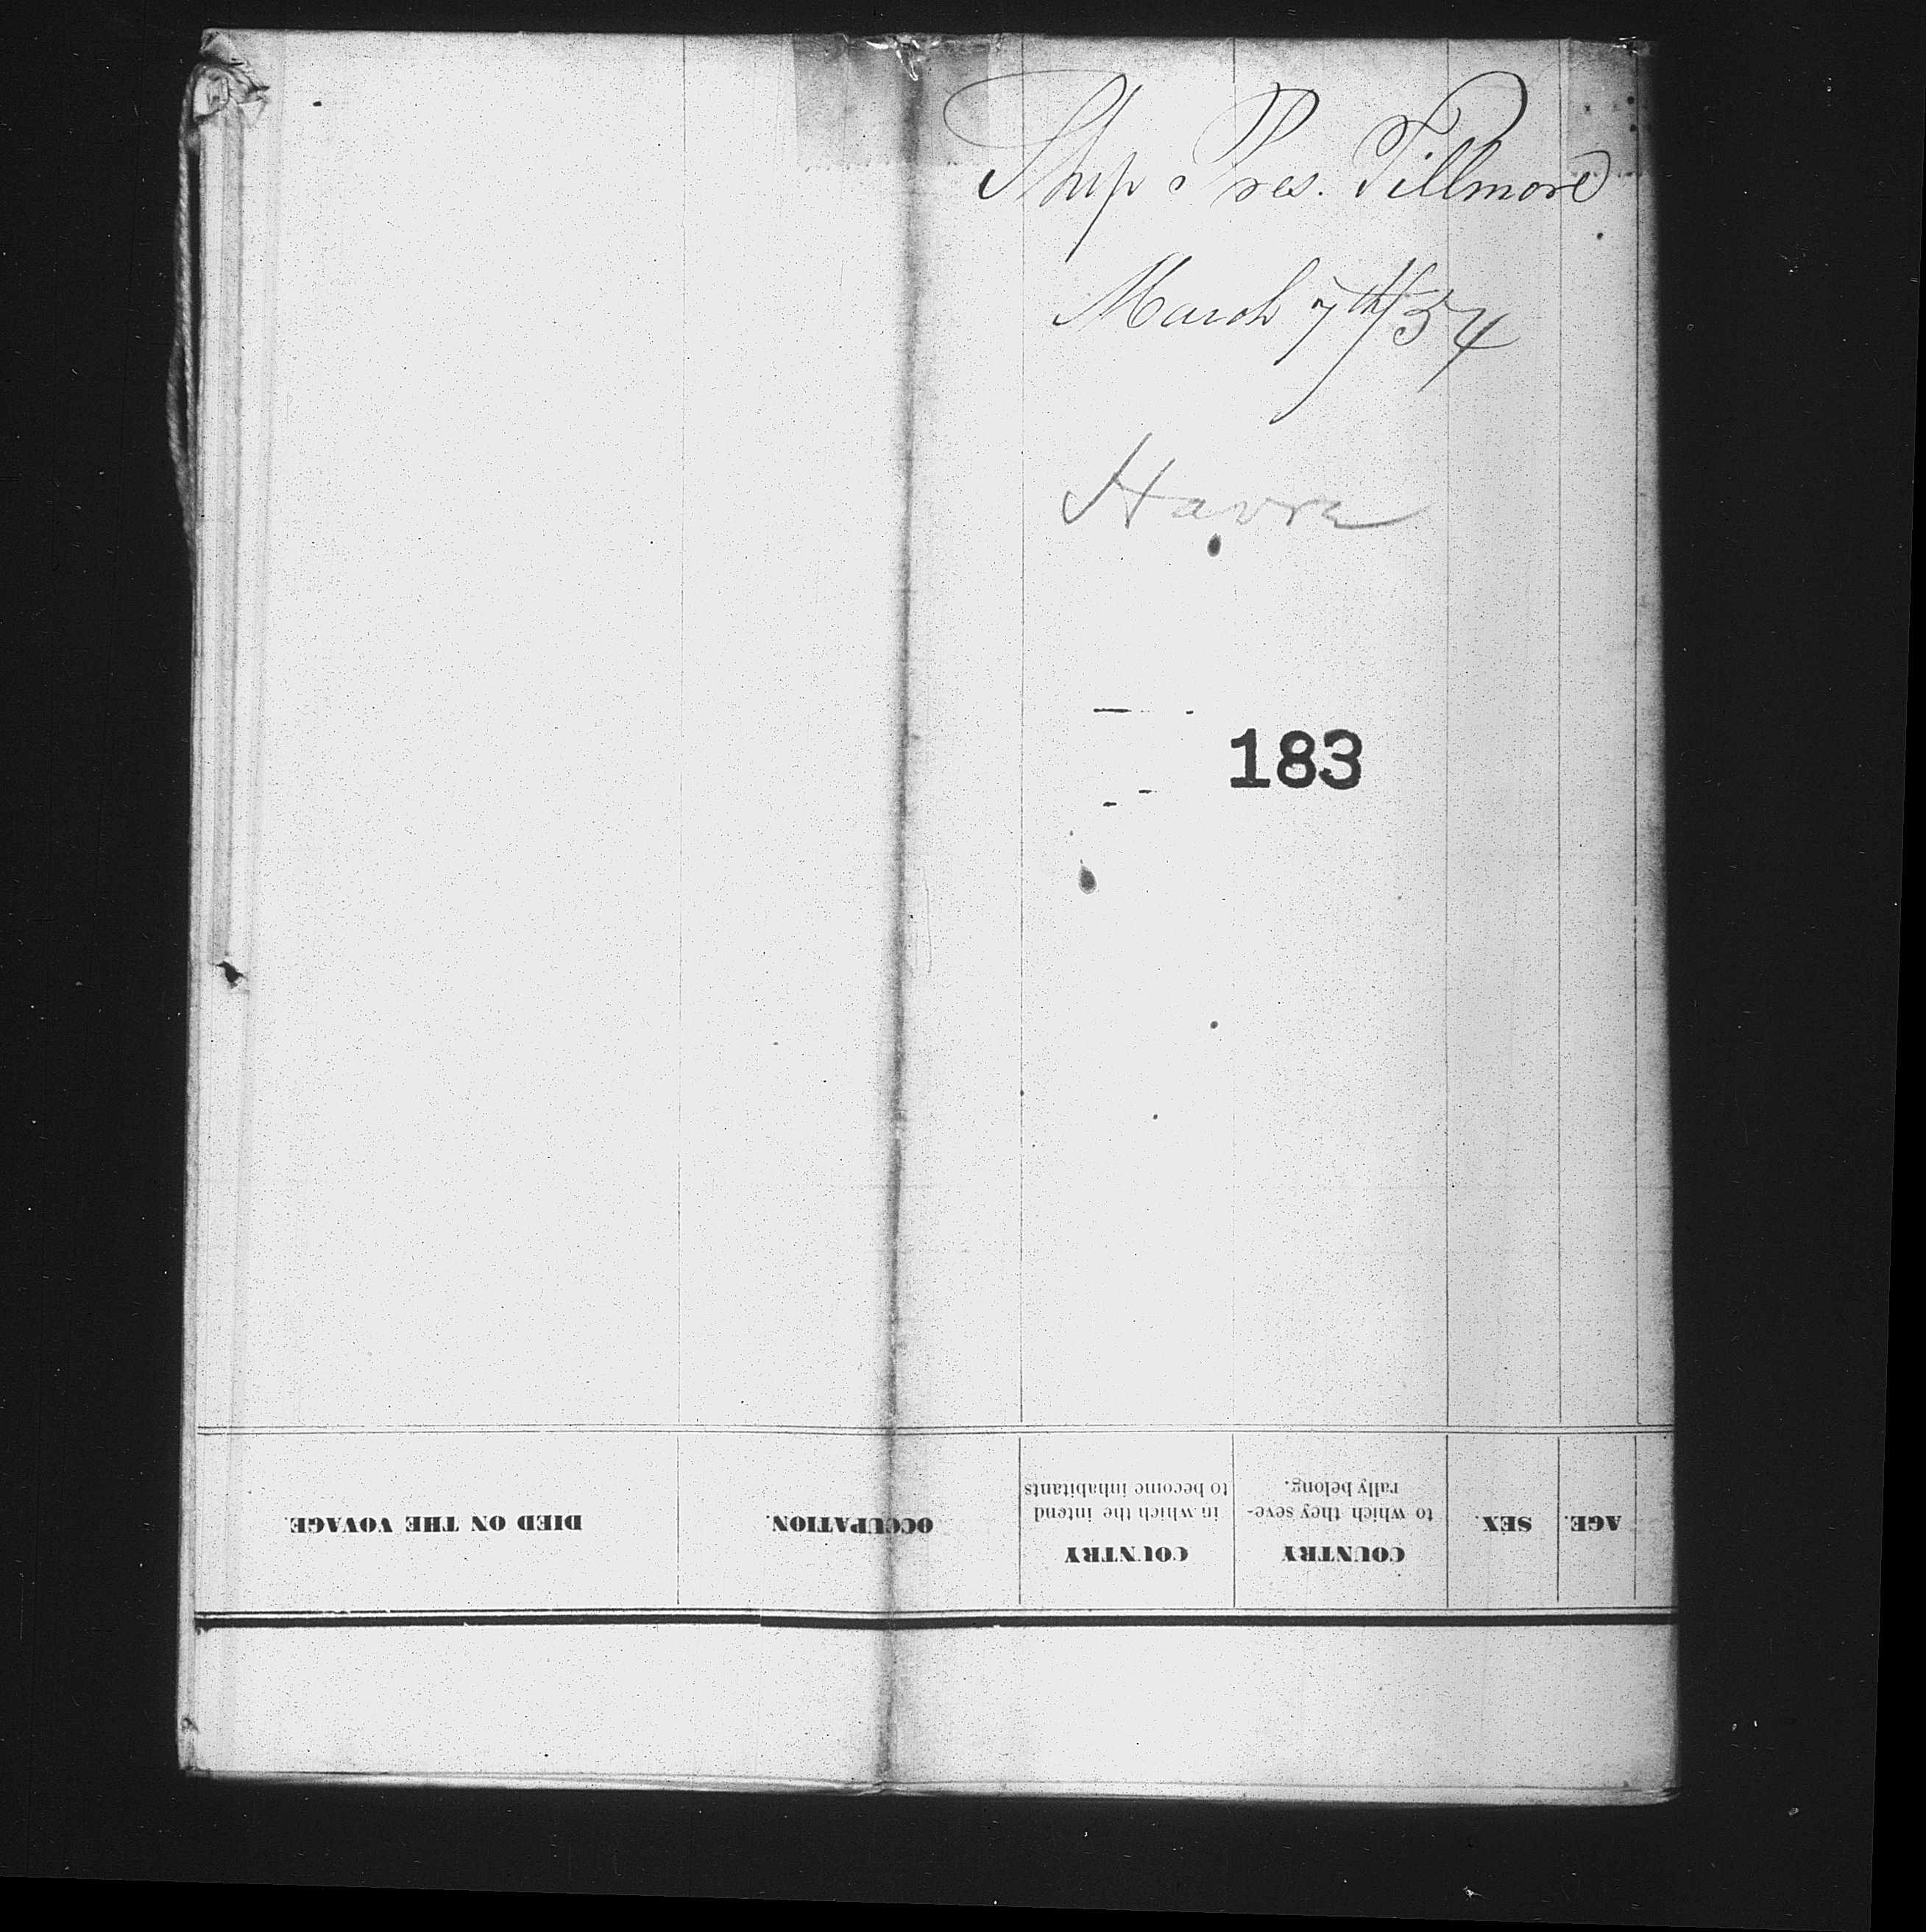 Ship Pres. Fillmore
March 7th/54
Havre
183
AGE.
SEX.
COUNTRY
to which they seve-
rally belong.
COUNTRY
in which the intend
to become inhabitants
OCCUPATION.
DIED ON THE VOYAGE.